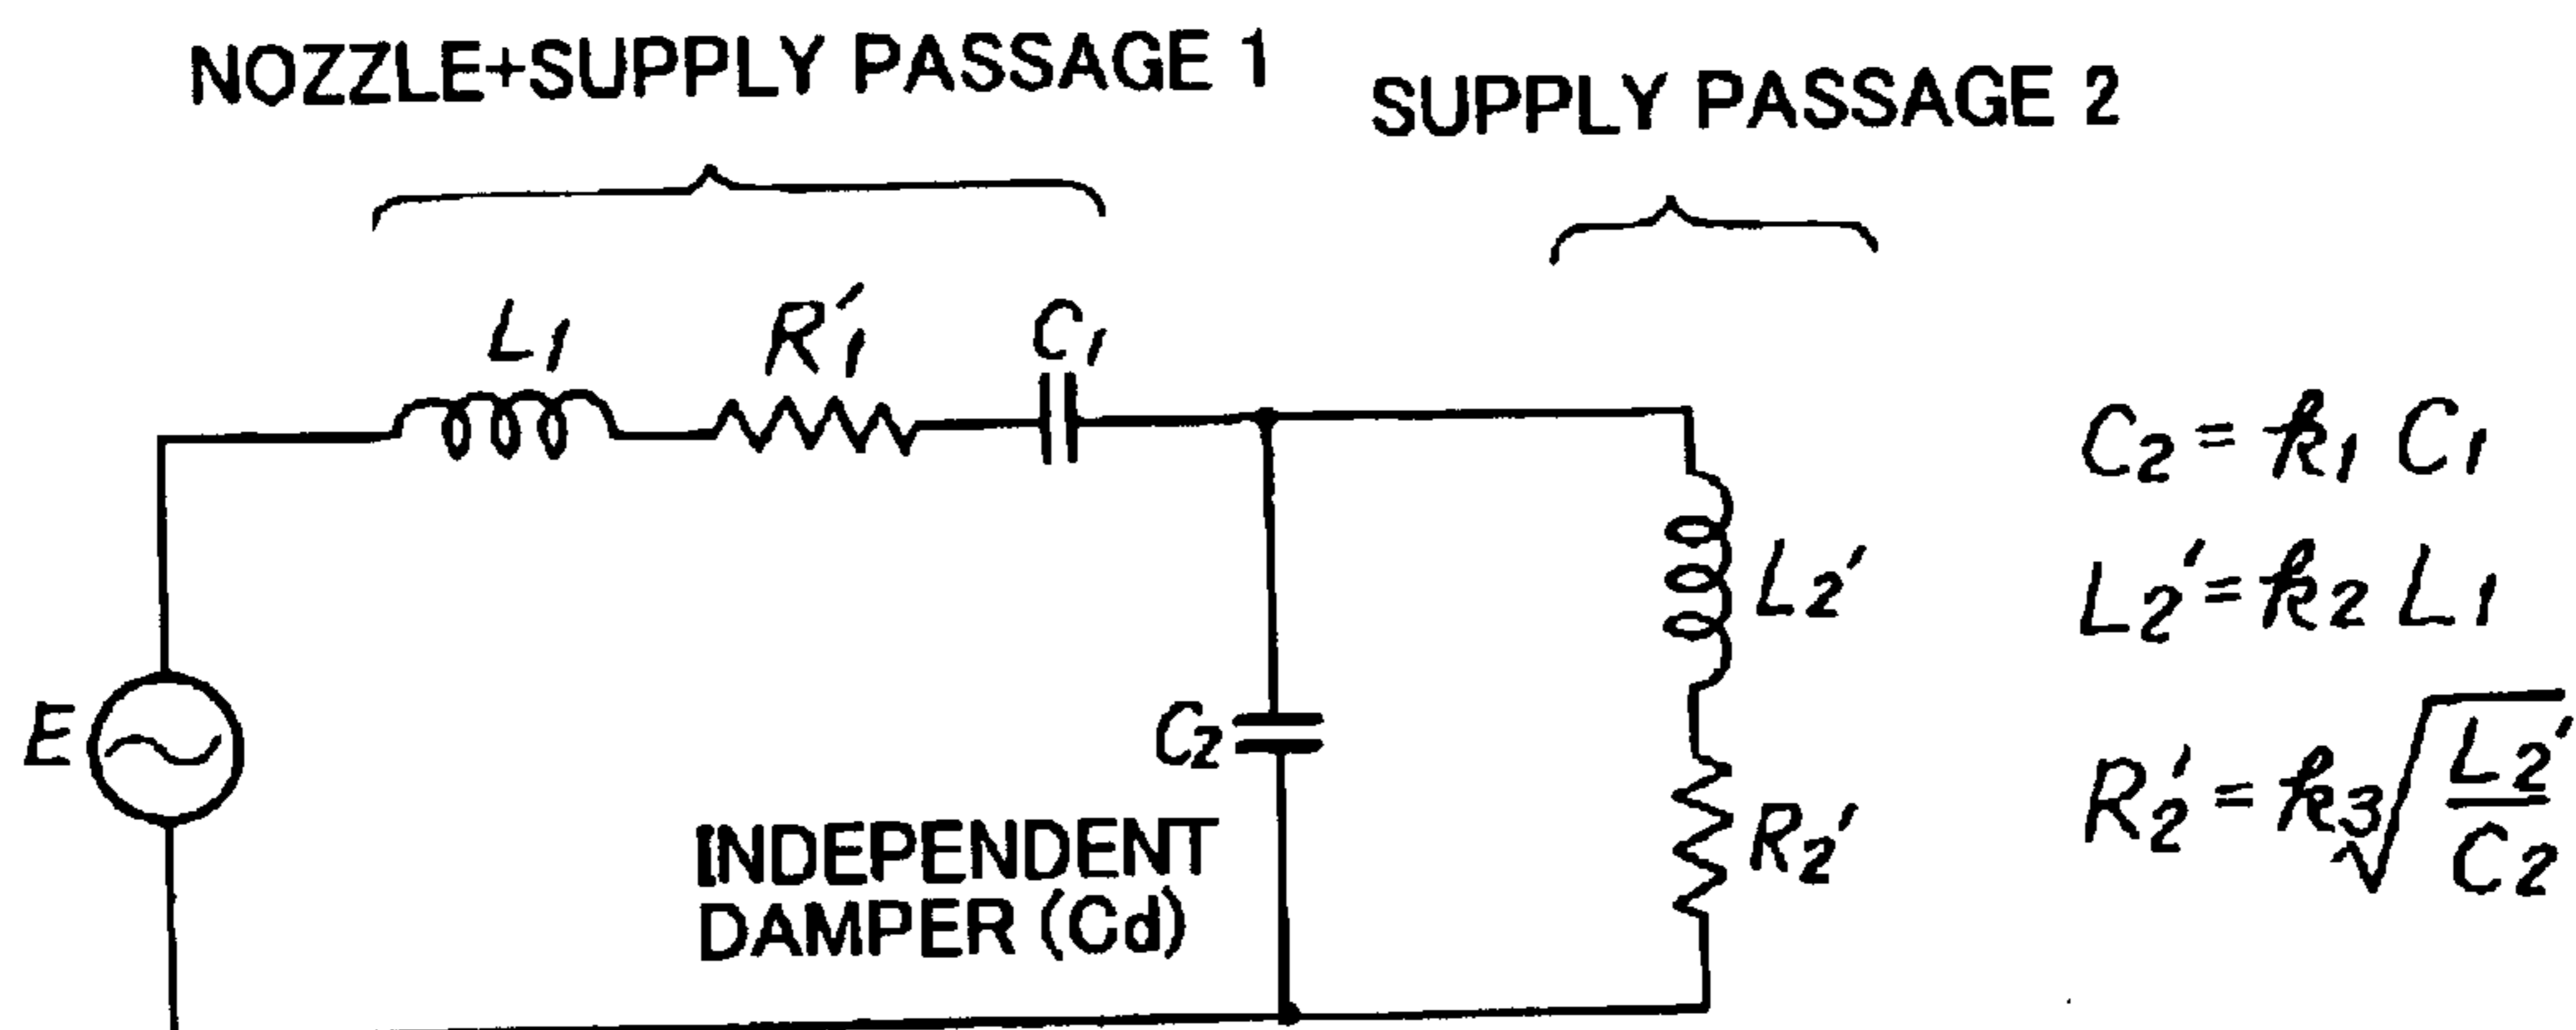 NOZZLE+SUPPLY PASSAGE 1
SUPPLY PASSAGE 2
L1
R'1
C1
E
C2
L2'
R2'
INDEPENDENT
DAMPER (Cd)
C2 = k1 C1
L2' = k2 L1
R2' = k3 √(L2'/C2)